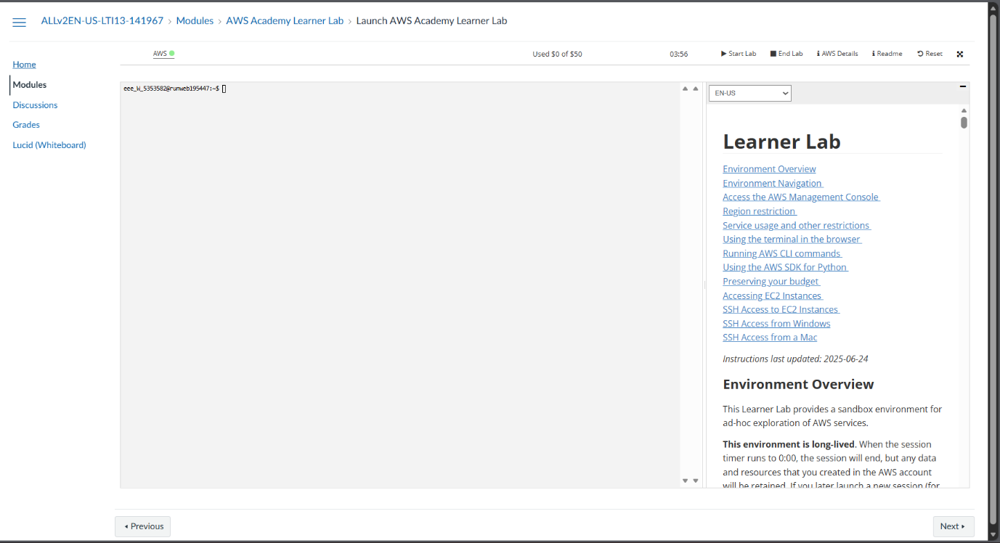 ALLv2EN-US-LTI13-141967 › Modules › AWS Academy Learner Lab › Launch AWS Academy Learner Lab
Home
Modules
Discussions
Grades
Lucid (Whiteboard)
AWS
Used $0 of $50
03:56
Start Lab
End Lab
AWS Details
Readme
Reset
eee_W_5353582@runweb195447:~$
EN-US
Learner Lab
Environment Overview
Environment Navigation
Access the AWS Management Console
Region restriction
Service usage and other restrictions
Using the terminal in the browser
Running AWS CLI commands
Using the AWS SDK for Python
Preserving your budget
Accessing EC2 Instances
SSH Access to EC2 Instances
SSH Access from Windows
SSH Access from a Mac
Instructions last updated: 2025-06-24
Environment Overview
This Learner Lab provides a sandbox environment for
ad-hoc exploration of AWS services.
This environment is long-lived. When the session
timer runs to 0:00, the session will end, but any data
and resources that you created in the AWS account
will be retained. If you later launch a new session (for
Previous
Next